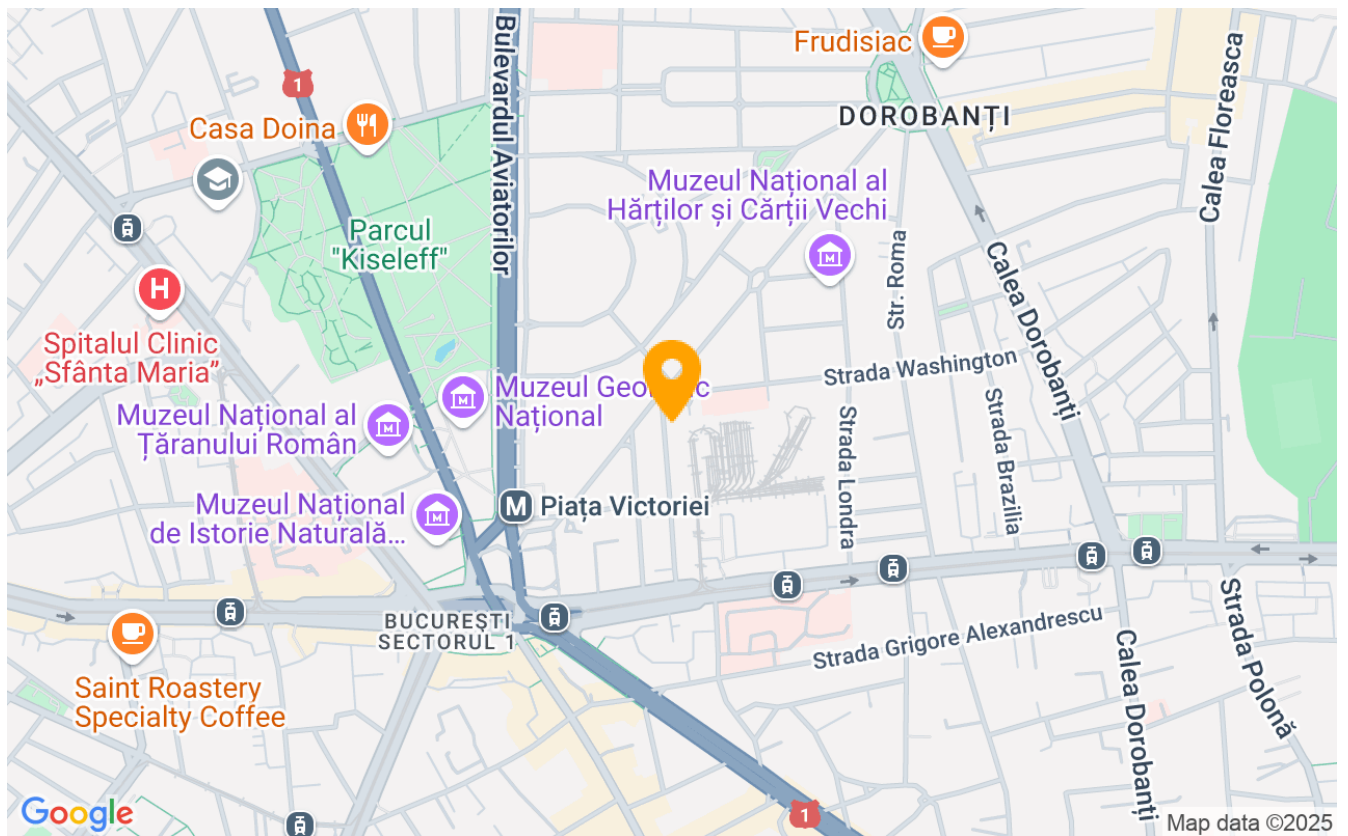 Frudisiac
1
DOROBANȚI
Casa Doina
Bulevardul Aviatorilor
Calea Floreasca
Muzeul Național al
Hărților și Cărții Vechi
Parcul
"Kiseleff"
Str. Roma
Calea Dorobanți
H
Spitalul Clinic
„Sfânta Maria”
Strada Washington
Muzeul Geologic
Național
Muzeul Național al
Țăranului Român
Strada Londra
Strada Brazilia
Muzeul Național
de Istorie Naturală...
M
Piața Victoriei
BUCUREȘTI
SECTORUL 1
Strada Grigore Alexandrescu
Calea Dorobanți
Strada Polonă
Saint Roastery
Specialty Coffee
1
Google
Map data ©2025